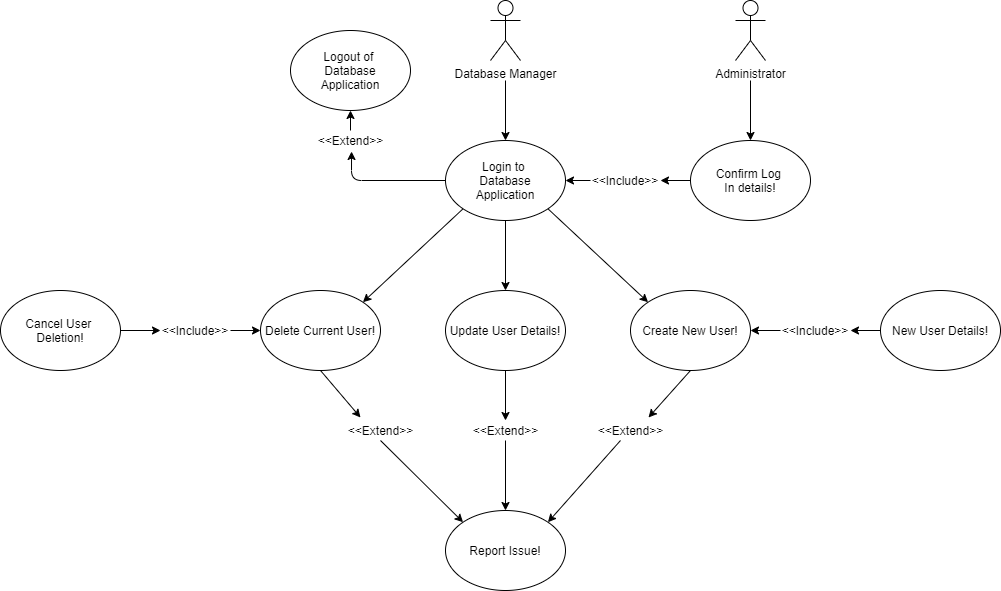 Logout of
Database
Application
Database Manager
Administrator
<<Extend>>
Login to
Database
Application
<<Include>>
Confirm Log
In details!
Cancel User
Deletion!
<<Include>>
Delete Current User!
Update User Details!
Create New User!
<<Include>>
New User Details!
<<Extend>>
<<Extend>>
<<Extend>>
Report Issue!